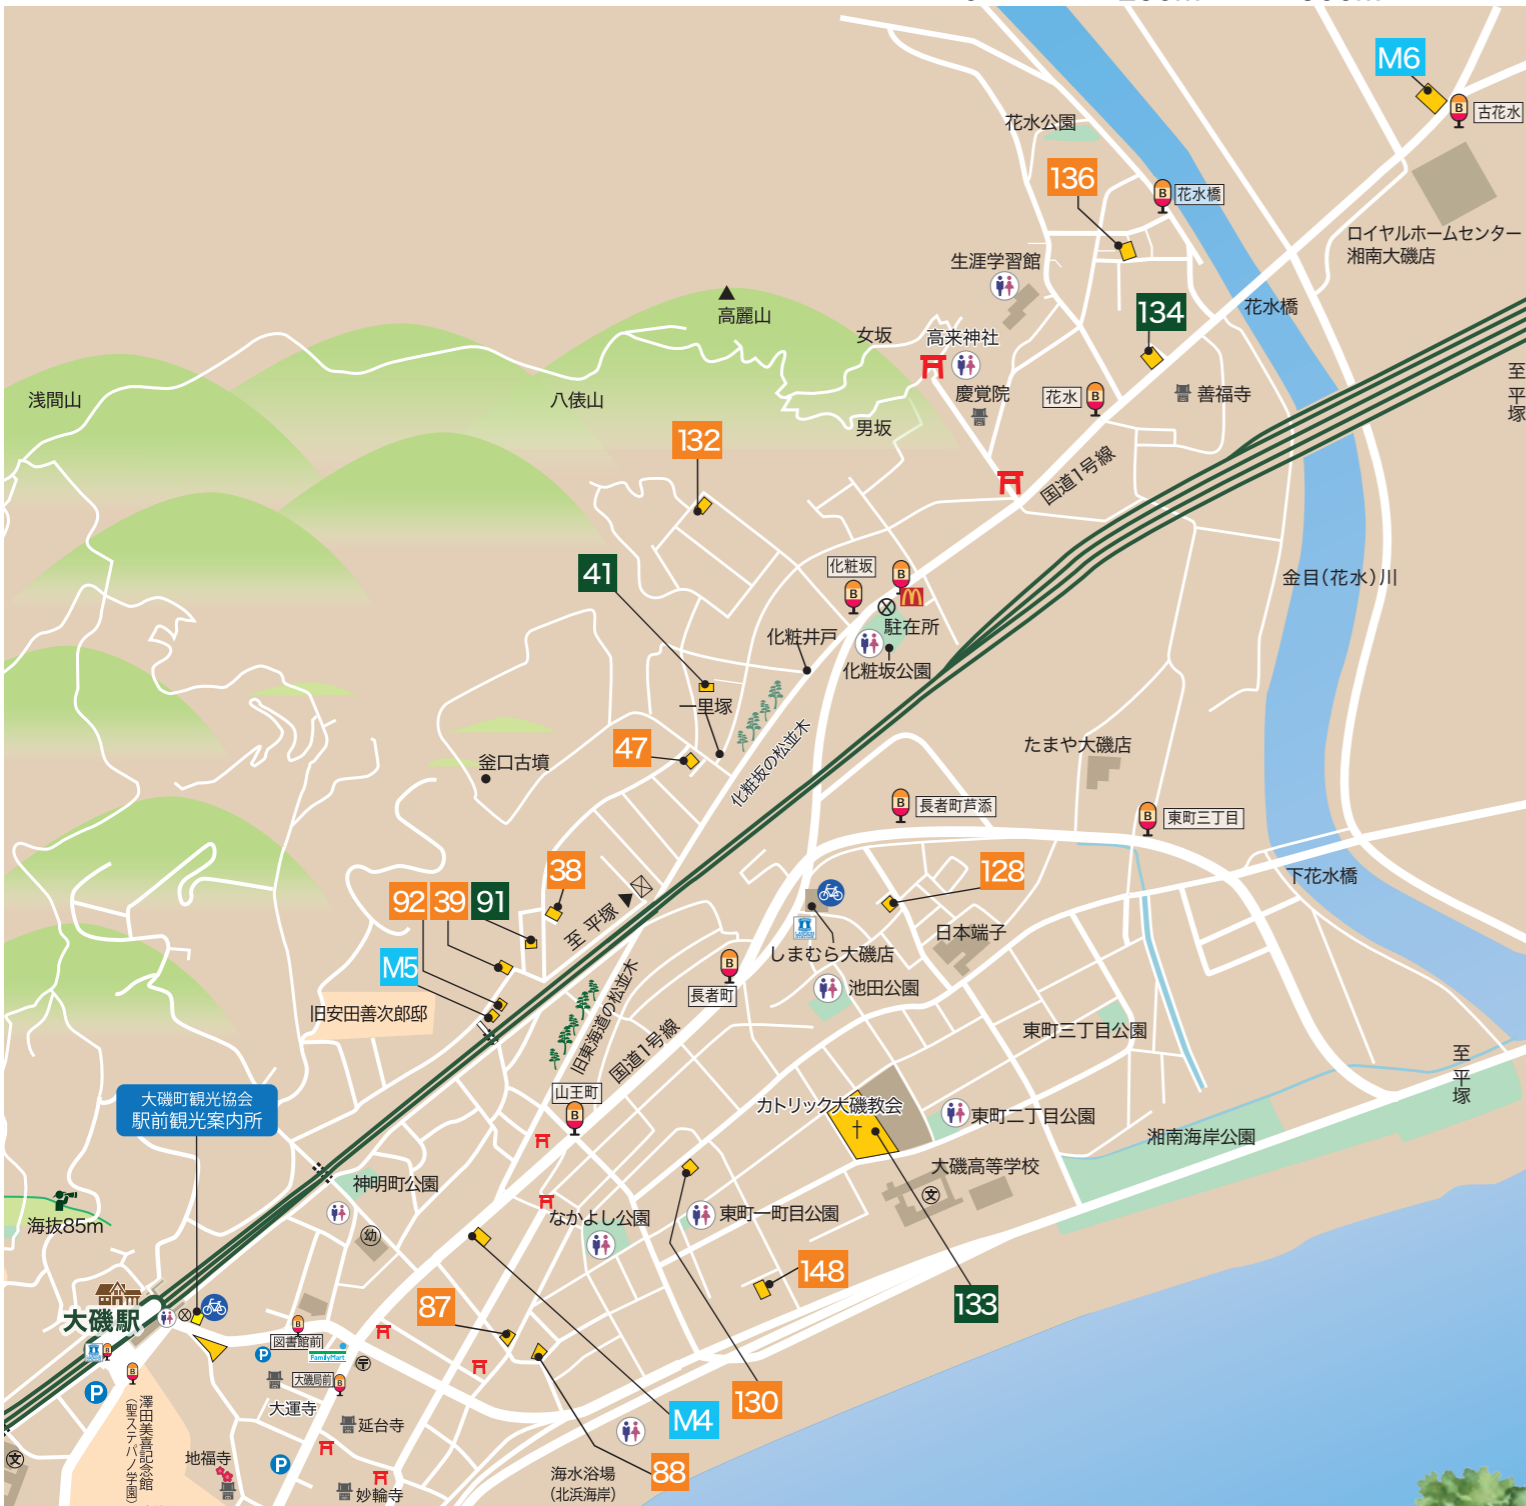 M6
古花水
花水公園
136
花水橋
ロイヤルホームセンター
湘南大磯店
生涯学習館
134
花水橋
高麗山
女坂
高来神社
慶覚院
花水
善福寺
至 平塚
浅間山
八俵山
男坂
132
国道1号線
41
化粧坂
駐在所
化粧井戸
化粧坂公園
金目(花水)川
一里塚
47
化粧坂の松並木
釡口古墳
たまや大磯店
長者町芦添
東町三丁目
38
128
下花水橋
92
39
91
至 平塚
日本端子
しまむら大磯店
M5
旧安田善次郎邸
長者町
池田公園
旧東海道の松並木
国道1号線
東町三丁目公園
至 平塚
大磯町観光協会
駅前観光案内所
山王町
カトリック大磯教会
東町二丁目公園
湘南海岸公園
大磯高等学校
文
神明町公園
海抜85m
幼
なかよし公園
東町一町目公園
148
133
大磯駅
87
図書館前
FamilyMart
大磯局前
大運寺
延台寺
130
M4
澤田美喜記念館
(聖ステパノ学園)
地福寺
妙輪寺
海水浴場
(北浜海岸)
88
文